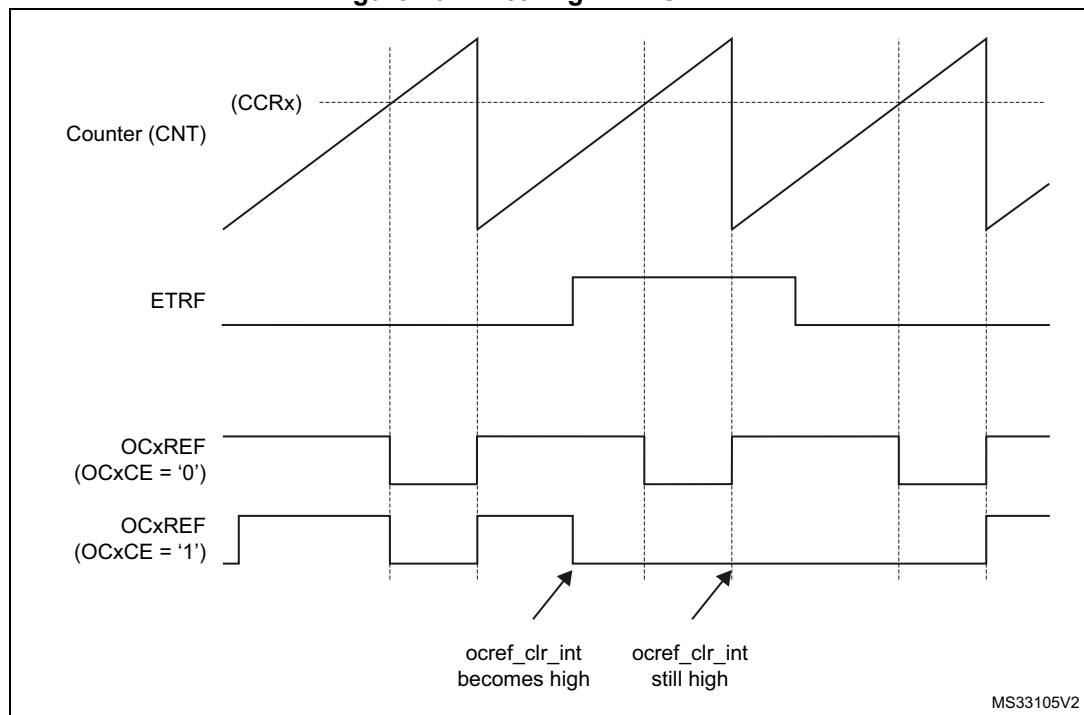 (CCRx)
Counter (CNT)
ETRF
OCxREF
(OCxCE = ‘0’)
OCxREF
(OCxCE = ‘1’)
ocref_clr_int
becomes high
ocref_clr_int
still high
MS33105V2